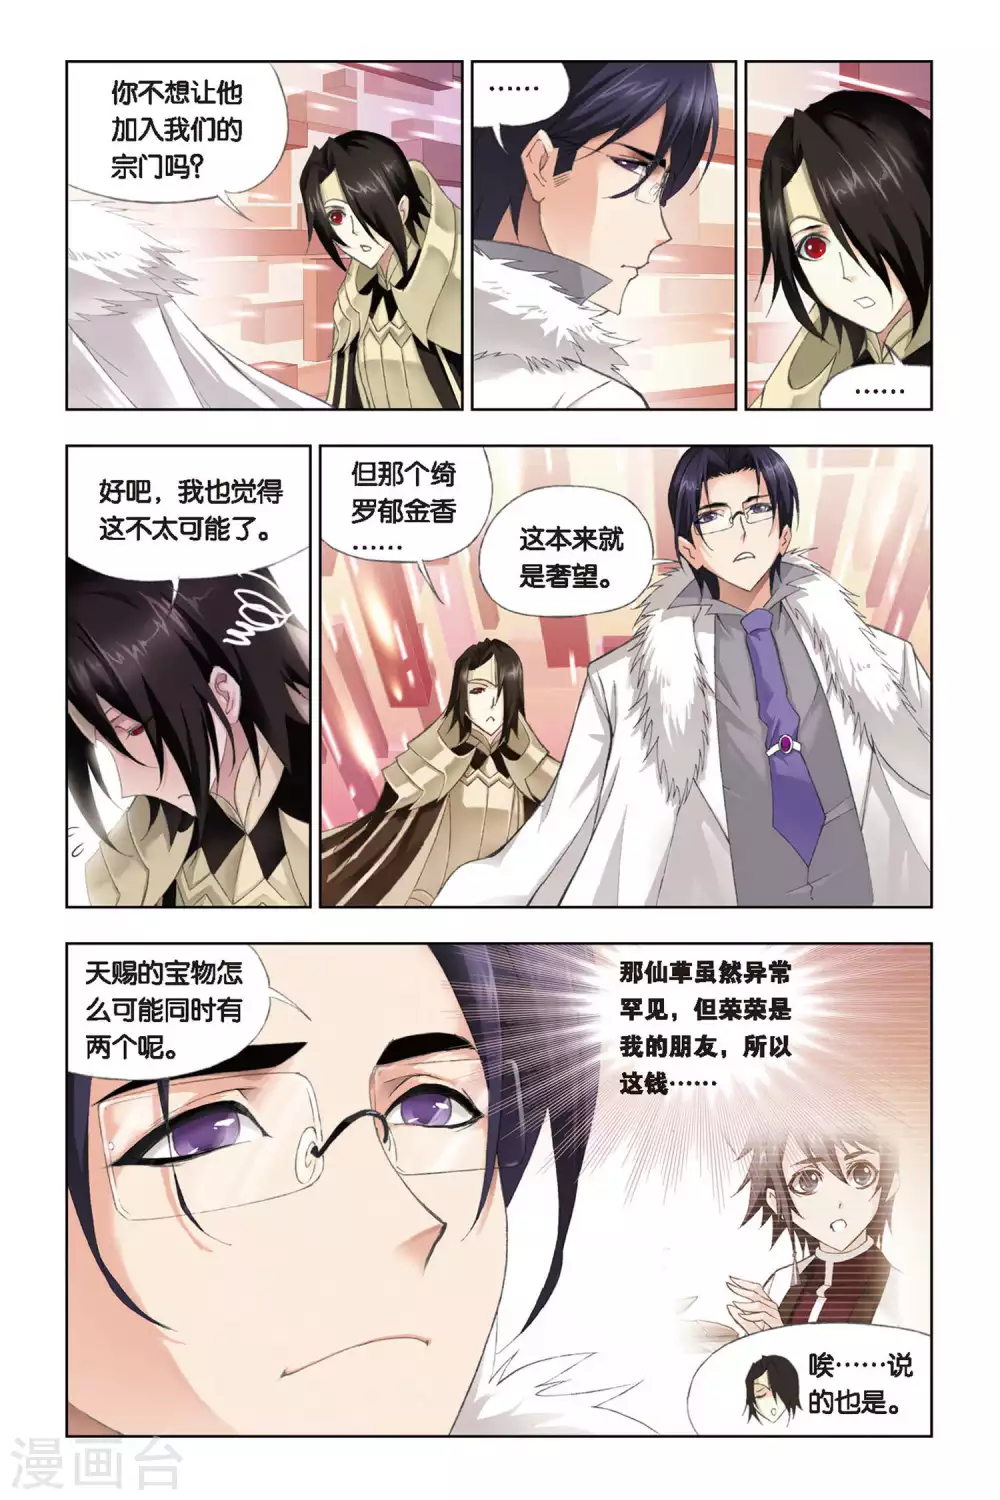 你不想让他
加入我们的
宗门吗？
……
……
好吧，我也觉得
这不太可能了。
但那个绮
罗郁金香
……
这本来就
是奢望。
天赐的宝物怎
么可能同时有
两个呢。
那仙草虽然异常
罕见，但荣荣是
我的朋友，所以
这钱……
唉……说
的也是。
漫画台